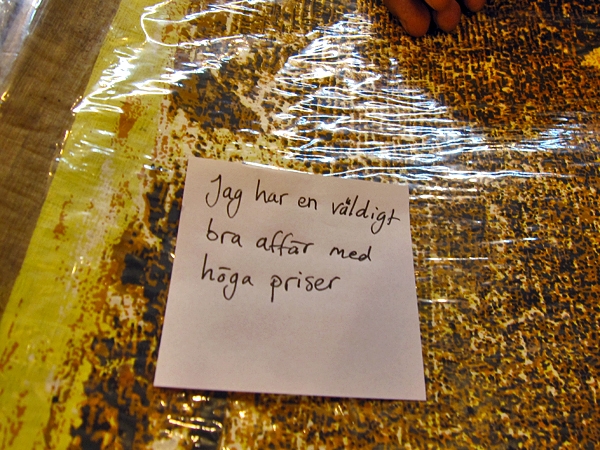 Jag har en väldigt
bra affär med
höga priser